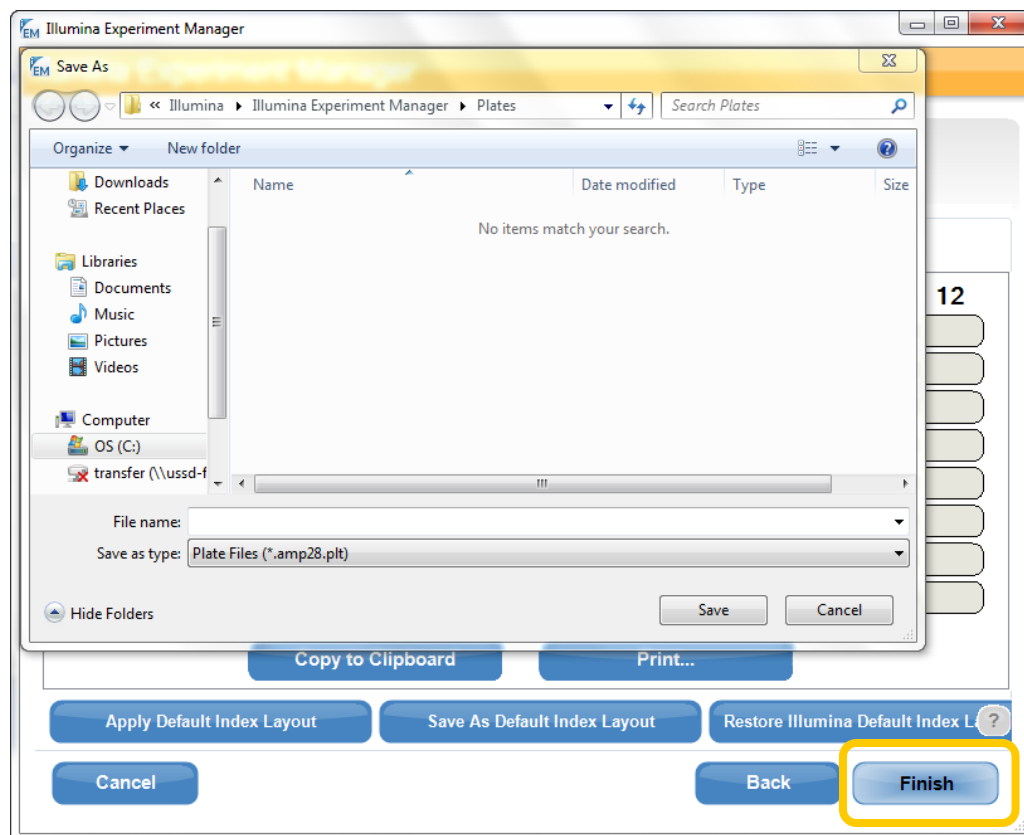 EM Illumina Experiment Manager
EM Save As
« Illumina Illumina Experiment Manager Plates Search Plates
Organize New folder ?
Downloads
Recent Places
Libraries
Documents
Music
Pictures
Videos
Computer
OS (C:)
transfer (\\ussd-f
Name Date modified Type Size
No items match your search.
12
File name:
Save as type: Plate Files (*.amp28.plt)
Hide Folders Save Cancel
Copy to Clipboard Print...
Apply Default Index Layout Save As Default Index Layout Restore Illumina Default Index L ?
Cancel Back Finish